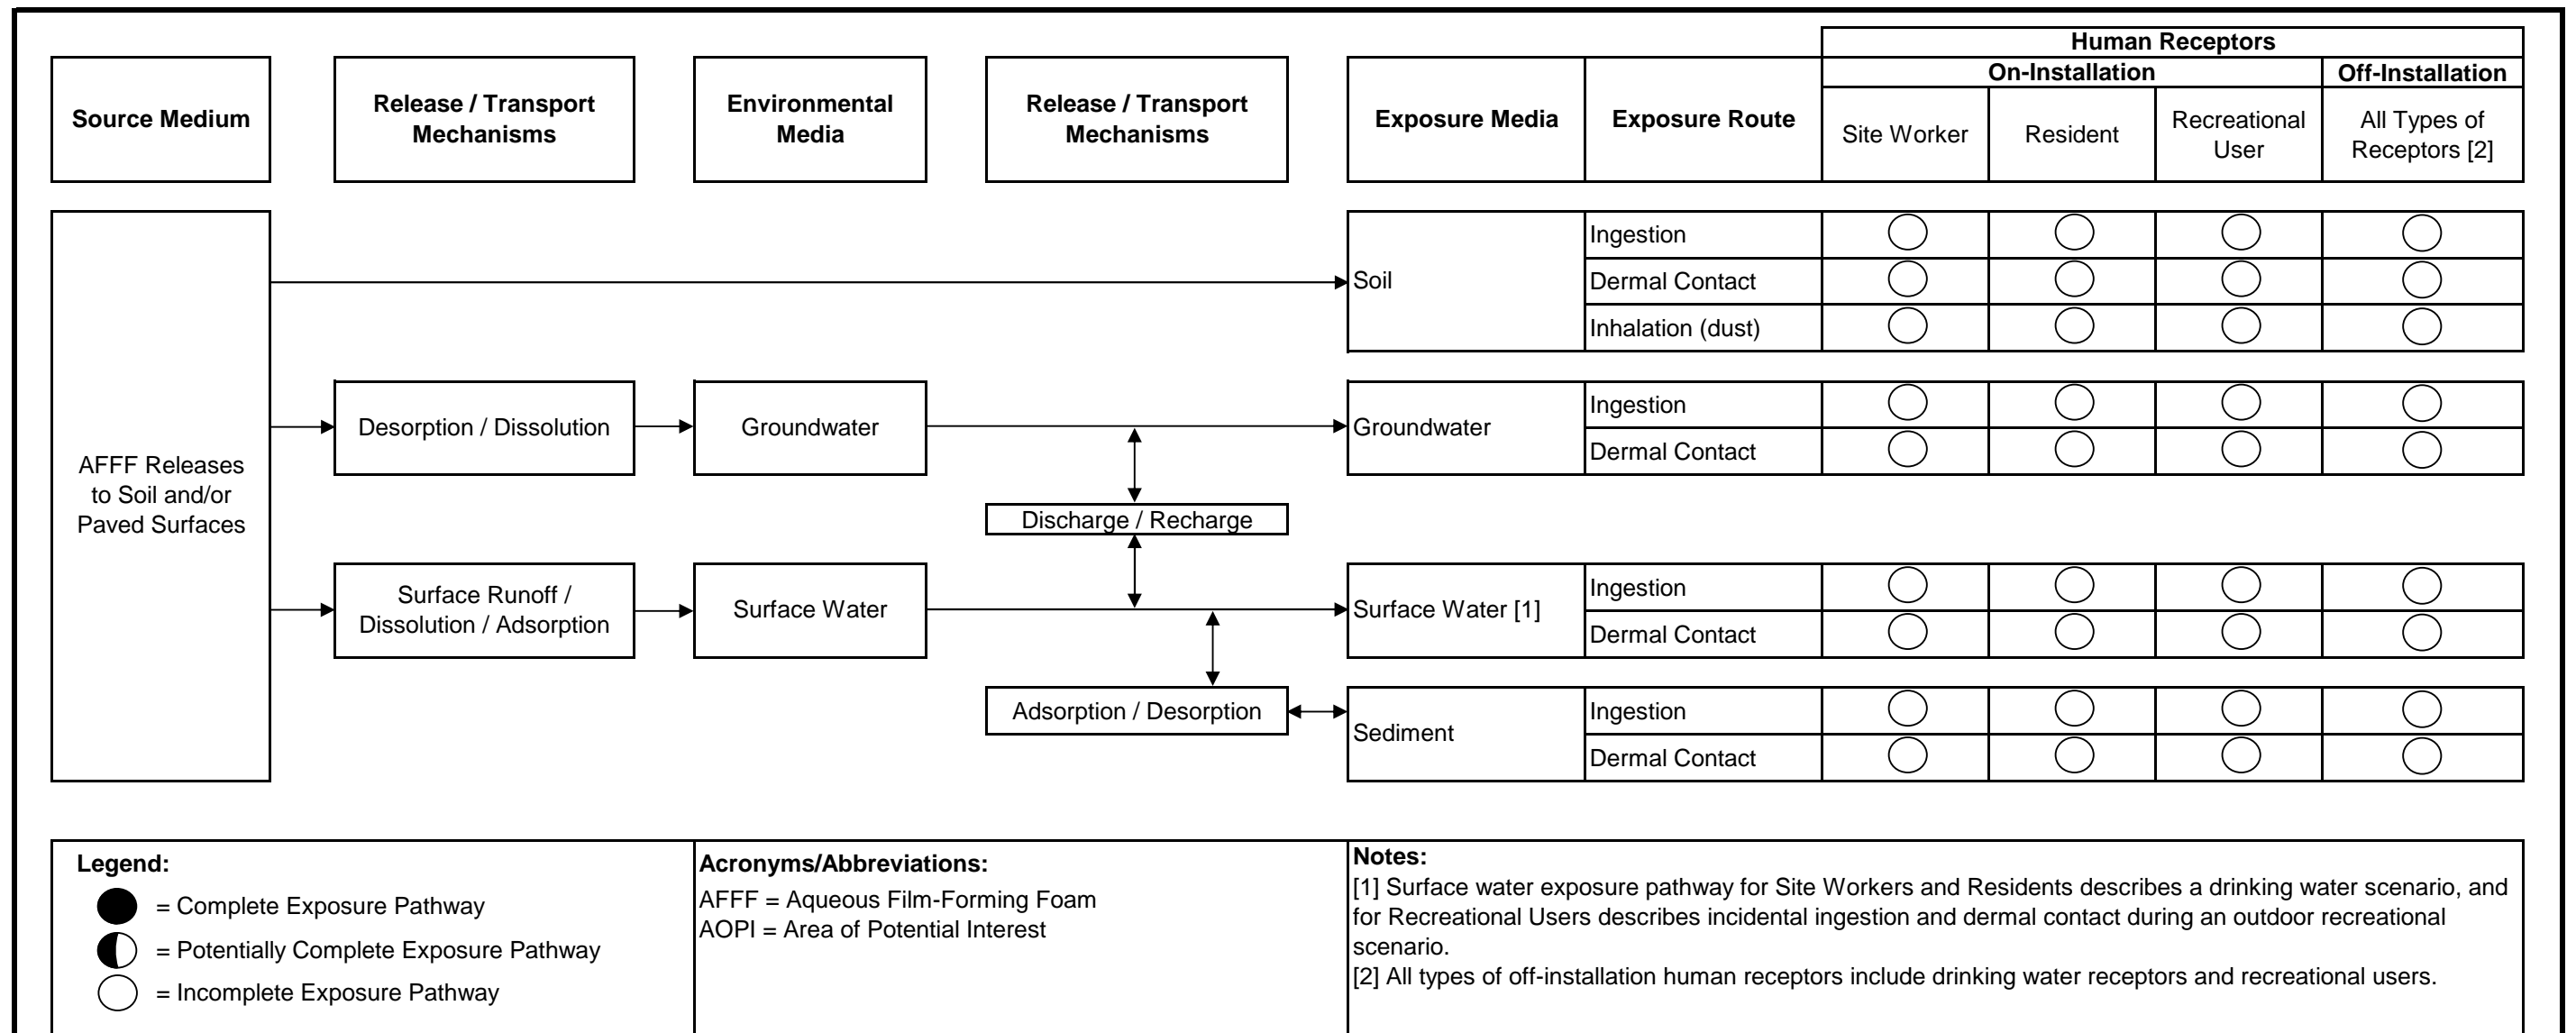 Human Receptors
On-Installation
Off-Installation
Source Medium
Release / Transport
Mechanisms
Environmental
Media
Release / Transport
Mechanisms
Exposure Media
Exposure Route
Site Worker
Resident
Recreational
User
All Types of
Receptors [2]
AFFF Releases
to Soil and/or
Paved Surfaces
Soil
Ingestion
Dermal Contact
Inhalation (dust)
Desorption / Dissolution
Groundwater
Groundwater
Ingestion
Dermal Contact
Discharge / Recharge
Surface Runoff /
Dissolution / Adsorption
Surface Water
Surface Water [1]
Ingestion
Dermal Contact
Adsorption / Desorption
Sediment
Ingestion
Dermal Contact
Legend:
= Complete Exposure Pathway
= Potentially Complete Exposure Pathway
= Incomplete Exposure Pathway
Acronyms/Abbreviations:
AFFF = Aqueous Film-Forming Foam
AOPI = Area of Potential Interest
Notes:
[1] Surface water exposure pathway for Site Workers and Residents describes a drinking water scenario, and
for Recreational Users describes incidental ingestion and dermal contact during an outdoor recreational
scenario.
[2] All types of off-installation human receptors include drinking water receptors and recreational users.